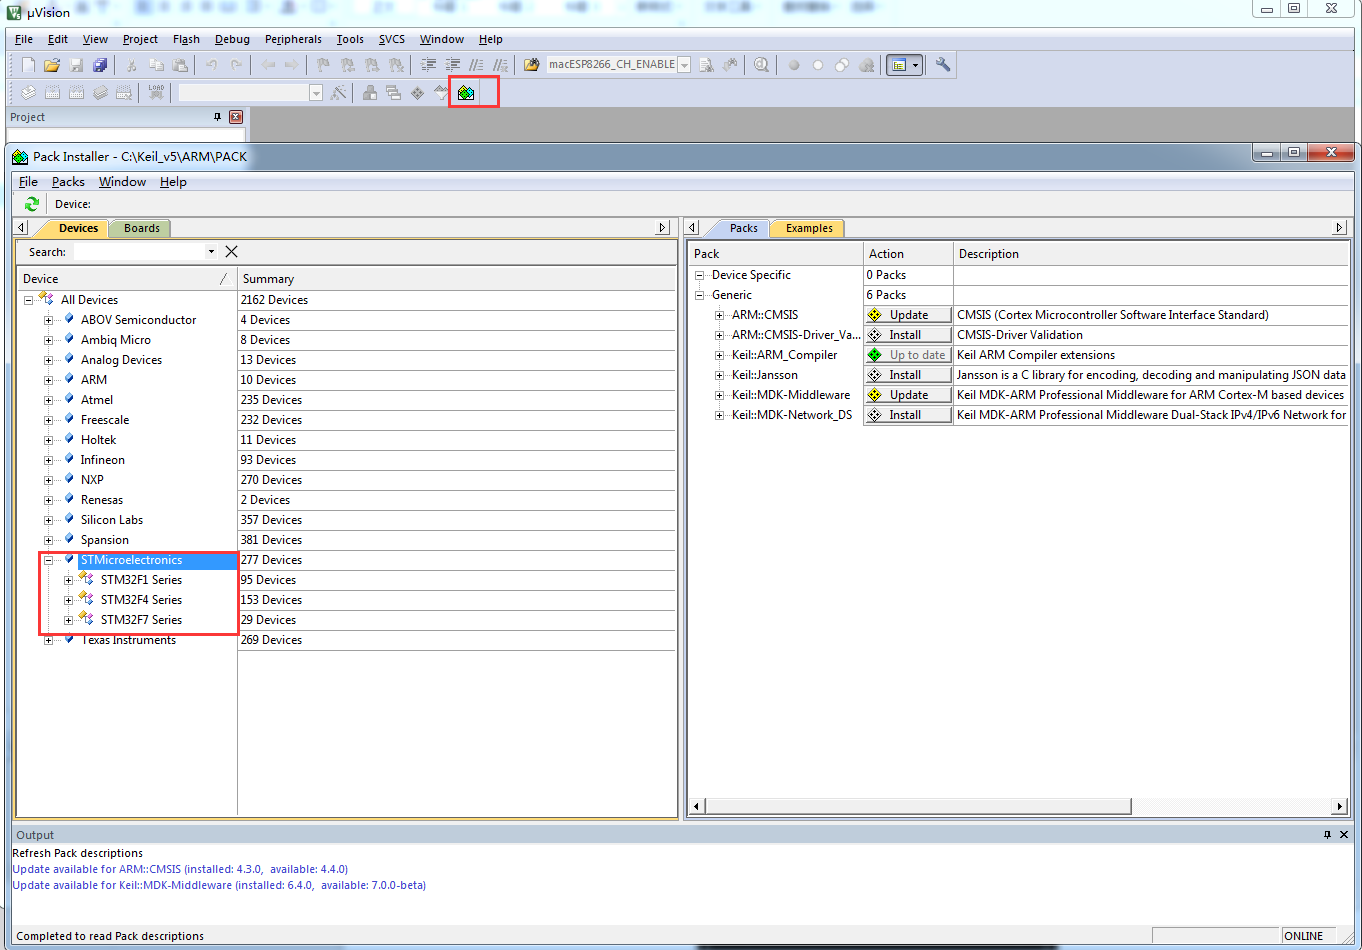 µVision
File Edit View Project Flash Debug Peripherals Tools SVCS Window Help
macESP8266_CH_ENABLE
LOAD
Project
Pack Installer - C:\Keil_v5\ARM\PACK
File Packs Window Help
Device:
Devices Boards
Search:
Device Summary
All Devices 2162 Devices
ABOV Semiconductor 4 Devices
Ambiq Micro 8 Devices
Analog Devices 13 Devices
ARM 10 Devices
Atmel 235 Devices
Freescale 232 Devices
Holtek 11 Devices
Infineon 93 Devices
NXP 270 Devices
Renesas 2 Devices
Silicon Labs 357 Devices
Spansion 381 Devices
STMicroelectronics 277 Devices
STM32F1 Series 95 Devices
STM32F4 Series 153 Devices
STM32F7 Series 29 Devices
Texas Instruments 269 Devices
Packs Examples
Pack Action Description
Device Specific 0 Packs
Generic 6 Packs
ARM::CMSIS Update CMSIS (Cortex Microcontroller Software Interface Standard)
ARM::CMSIS-Driver_Va... Install CMSIS-Driver Validation
Keil::ARM_Compiler Up to date Keil ARM Compiler extensions
Keil::Jansson Install Jansson is a C library for encoding, decoding and manipulating JSON data
Keil::MDK-Middleware Update Keil MDK-ARM Professional Middleware for ARM Cortex-M based devices
Keil::MDK-Network_DS Install Keil MDK-ARM Professional Middleware Dual-Stack IPv4/IPv6 Network for
Output
Refresh Pack descriptions
Update available for ARM::CMSIS (installed: 4.3.0, available: 4.4.0)
Update available for Keil::MDK-Middleware (installed: 6.4.0, available: 7.0.0-beta)
Completed to read Pack descriptions
ONLINE